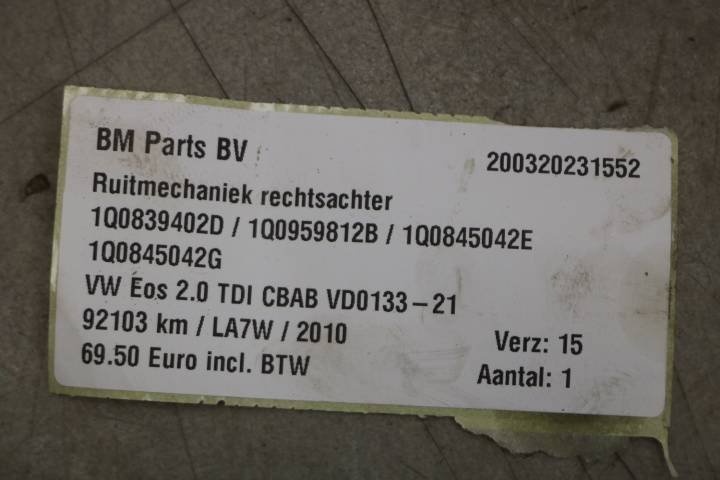 BM Parts BV 200320231552
Ruitmechaniek rechtsachter
1Q0839402D / 1Q0959812B / 1Q0845042E
1Q0845042G
VW Eos 2.0 TDI CBAB VD0133-21
92103 km / LA7W / 2010 Verz: 15
69.50 Euro incl. BTW Aantal: 1